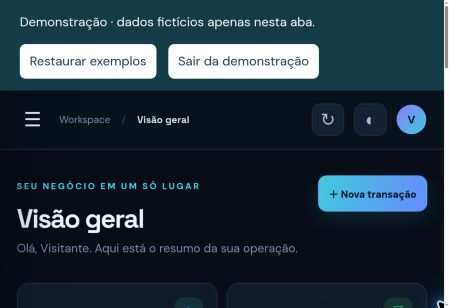 Demonstração · dados fictícios apenas nesta aba.
Restaurar exemplos
Sair da demonstração
Workspace / Visão geral
V
SEU NEGÓCIO EM UM SÓ LUGAR
+ Nova transação
Visão geral
Olá, Visitante. Aqui está o resumo da sua operação.